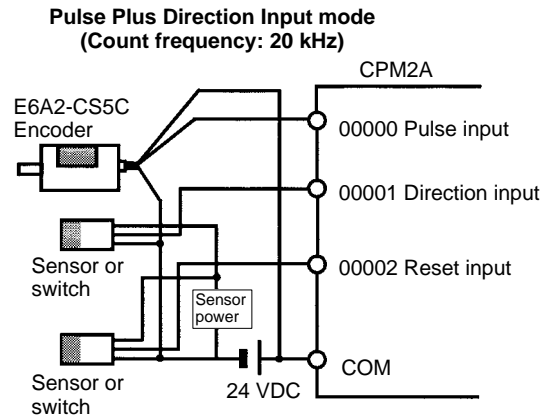 Pulse Plus Direction Input mode
(Count frequency: 20 kHz)
CPM2A
E6A2-CS5C
Encoder
00000 Pulse input
00001 Direction input
Sensor or
switch
00002 Reset input
Sensor
power
24 VDC
COM
Sensor or
switch